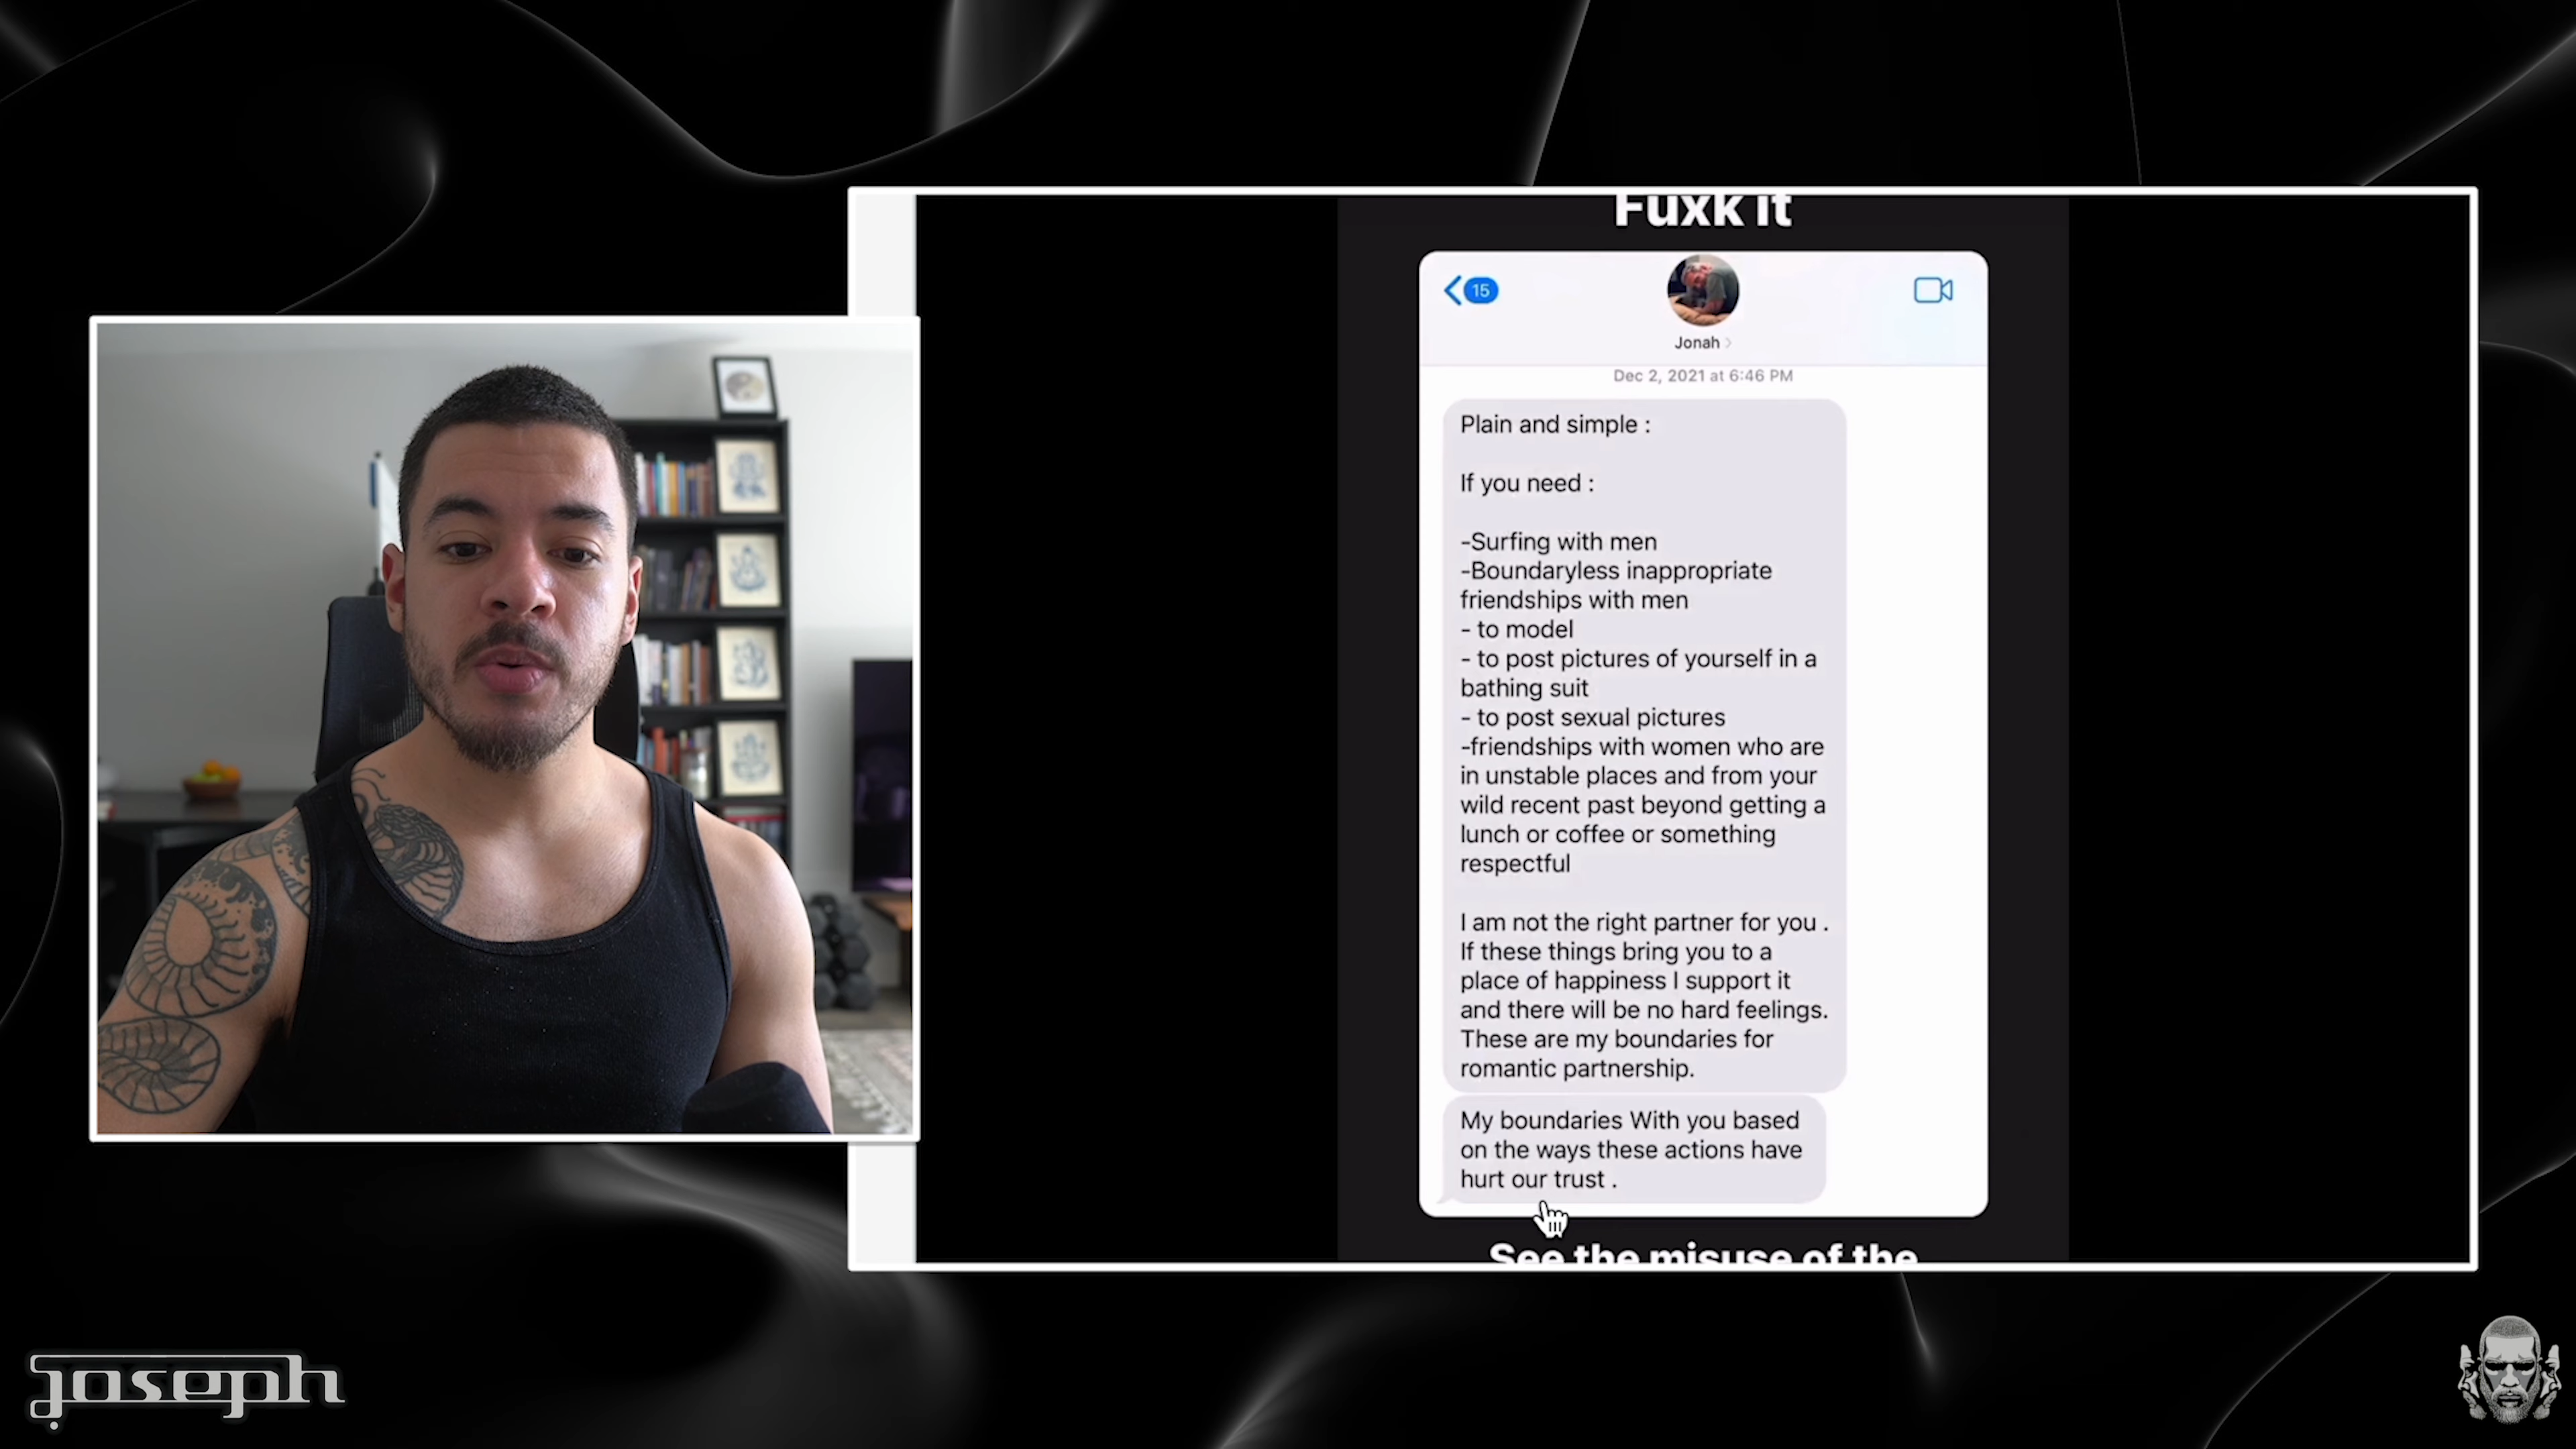 Fuxk it
15
Jonah
Dec 2, 2021 at 6:46 PM
Plain and simple :
If you need :
-Surfing with men
-Boundaryless inappropriate
friendships with men
- to model
- to post pictures of yourself in a
bathing suit
- to post sexual pictures
-friendships with women who are
in unstable places and from your
wild recent past beyond getting a
lunch or coffee or something
respectful
I am not the right partner for you .
If these things bring you to a
place of happiness I support it
and there will be no hard feelings.
These are my boundaries for
romantic partnership.
My boundaries With you based
on the ways these actions have
hurt our trust .
See the misuse of the
joseph